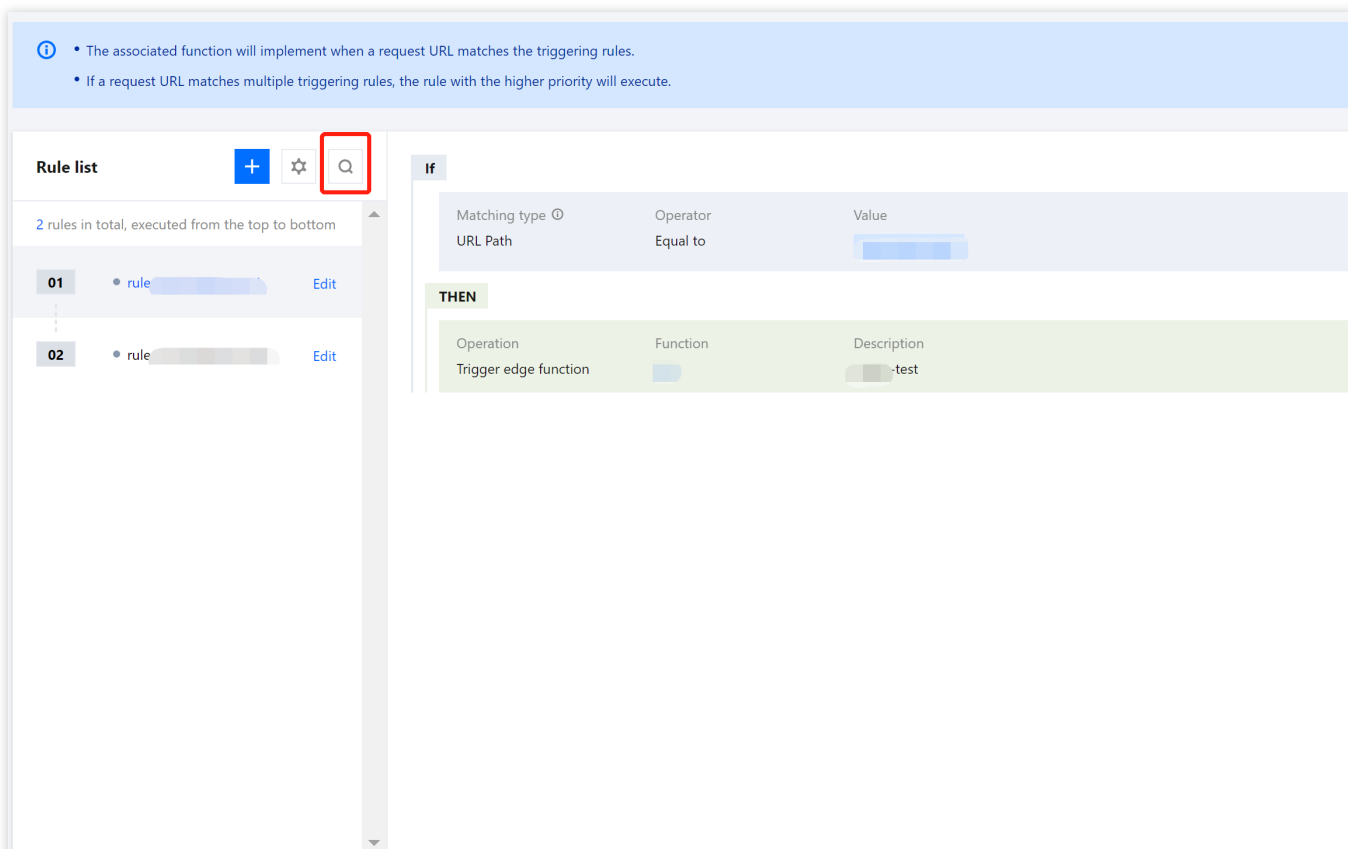 The associated function will implement when a request URL matches the triggering rules.
If a request URL matches multiple triggering rules, the rule with the higher priority will execute.
Rule list
2 rules in total, executed from the top to bottom
01 rule Edit
02 rule Edit
If
Matching type Operator Value
URL Path Equal to
THEN
Operation Function Description
Trigger edge function -test